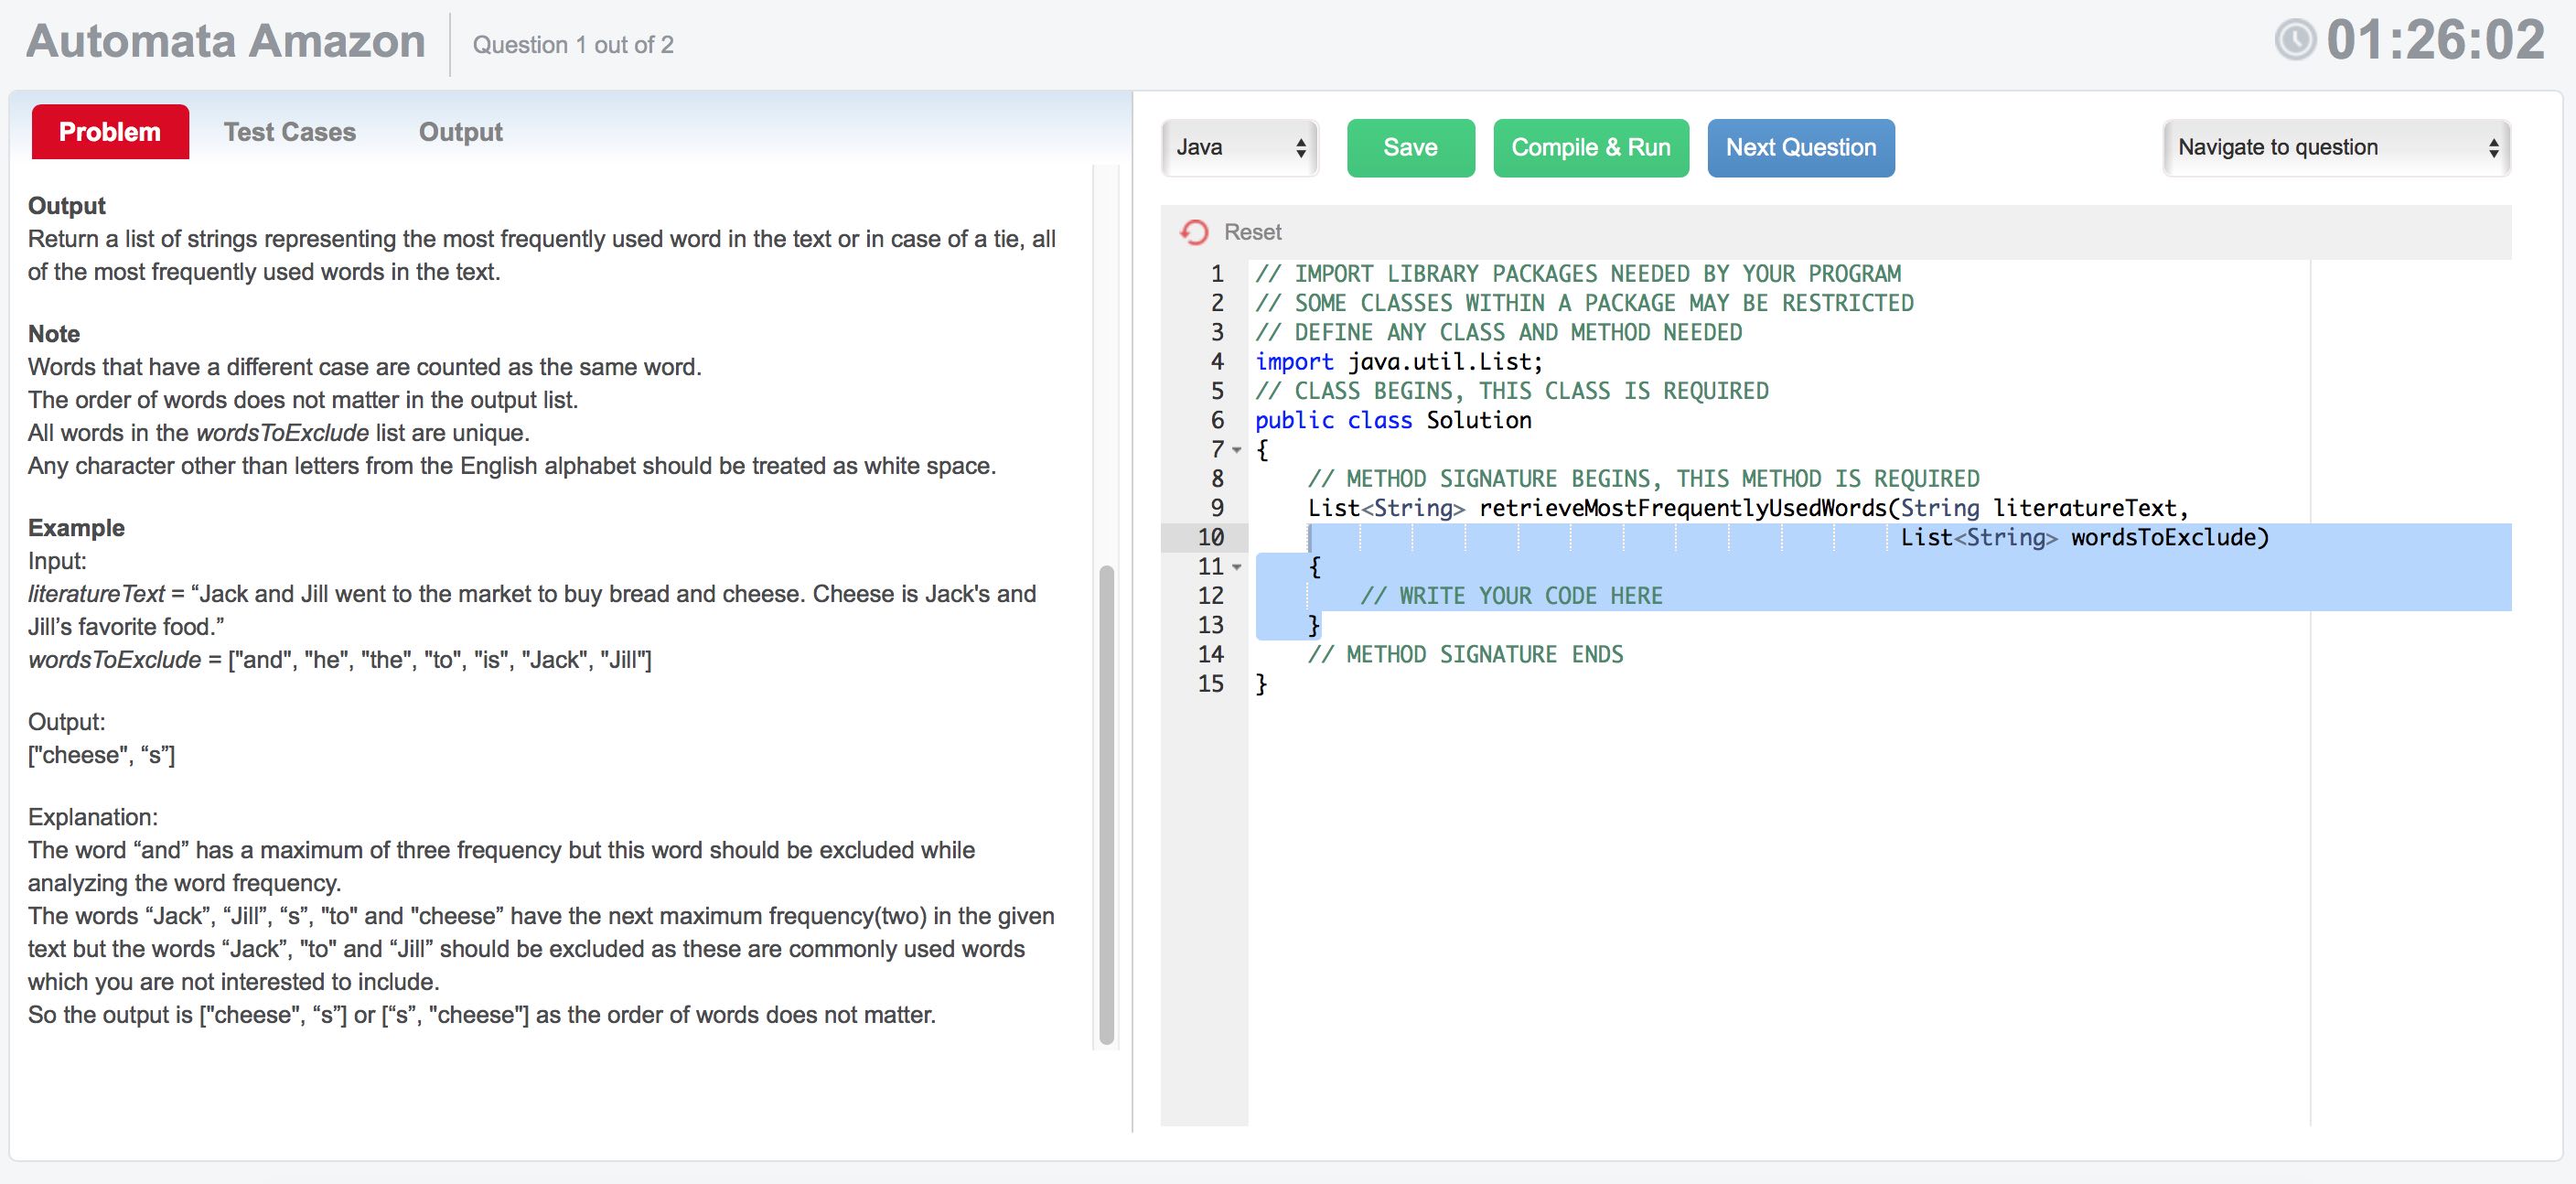 Automata Amazon
Question 1 out of 2
01:26:02
Problem
Test Cases
Output
Output
Return a list of strings representing the most frequently used word in the text or in case of a tie, all
of the most frequently used words in the text.
Note
Words that have a different case are counted as the same word.
The order of words does not matter in the output list.
All words in the wordsToExclude list are unique.
Any character other than letters from the English alphabet should be treated as white space.
Example
Input:
literatureText = “Jack and Jill went to the market to buy bread and cheese. Cheese is Jack's and
Jill’s favorite food.”
wordsToExclude = ["and", "he", "the", "to", "is", "Jack", "Jill"]
Output:
["cheese", “s”]
Explanation:
The word “and” has a maximum of three frequency but this word should be excluded while
analyzing the word frequency.
The words “Jack”, “Jill”, “s”, "to" and "cheese” have the next maximum frequency(two) in the given
text but the words “Jack”, "to" and “Jill” should be excluded as these are commonly used words
which you are not interested to include.
So the output is ["cheese", “s”] or [“s”, "cheese"] as the order of words does not matter.
Java
Save
Compile & Run
Next Question
Navigate to question
Reset
1 // IMPORT LIBRARY PACKAGES NEEDED BY YOUR PROGRAM
2 // SOME CLASSES WITHIN A PACKAGE MAY BE RESTRICTED
3 // DEFINE ANY CLASS AND METHOD NEEDED
4 import java.util.List;
5 // CLASS BEGINS, THIS CLASS IS REQUIRED
6 public class Solution
7 {
8 // METHOD SIGNATURE BEGINS, THIS METHOD IS REQUIRED
9 List<String> retrieveMostFrequentlyUsedWords(String literatureText,
10 List<String> wordsToExclude)
11 {
12 // WRITE YOUR CODE HERE
13 }
14 // METHOD SIGNATURE ENDS
15 }